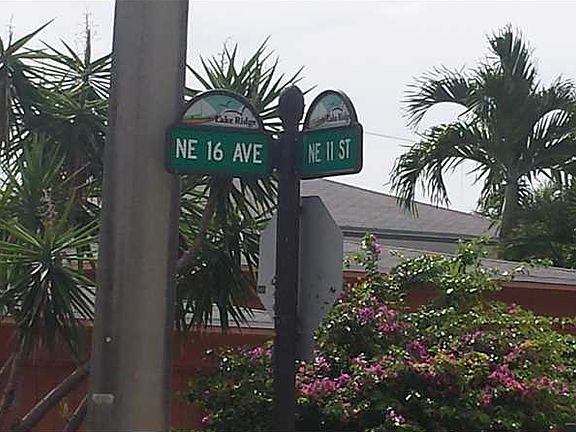 Lake Ridge
NE 16 AVE
Lake Ridge
NE 11 ST